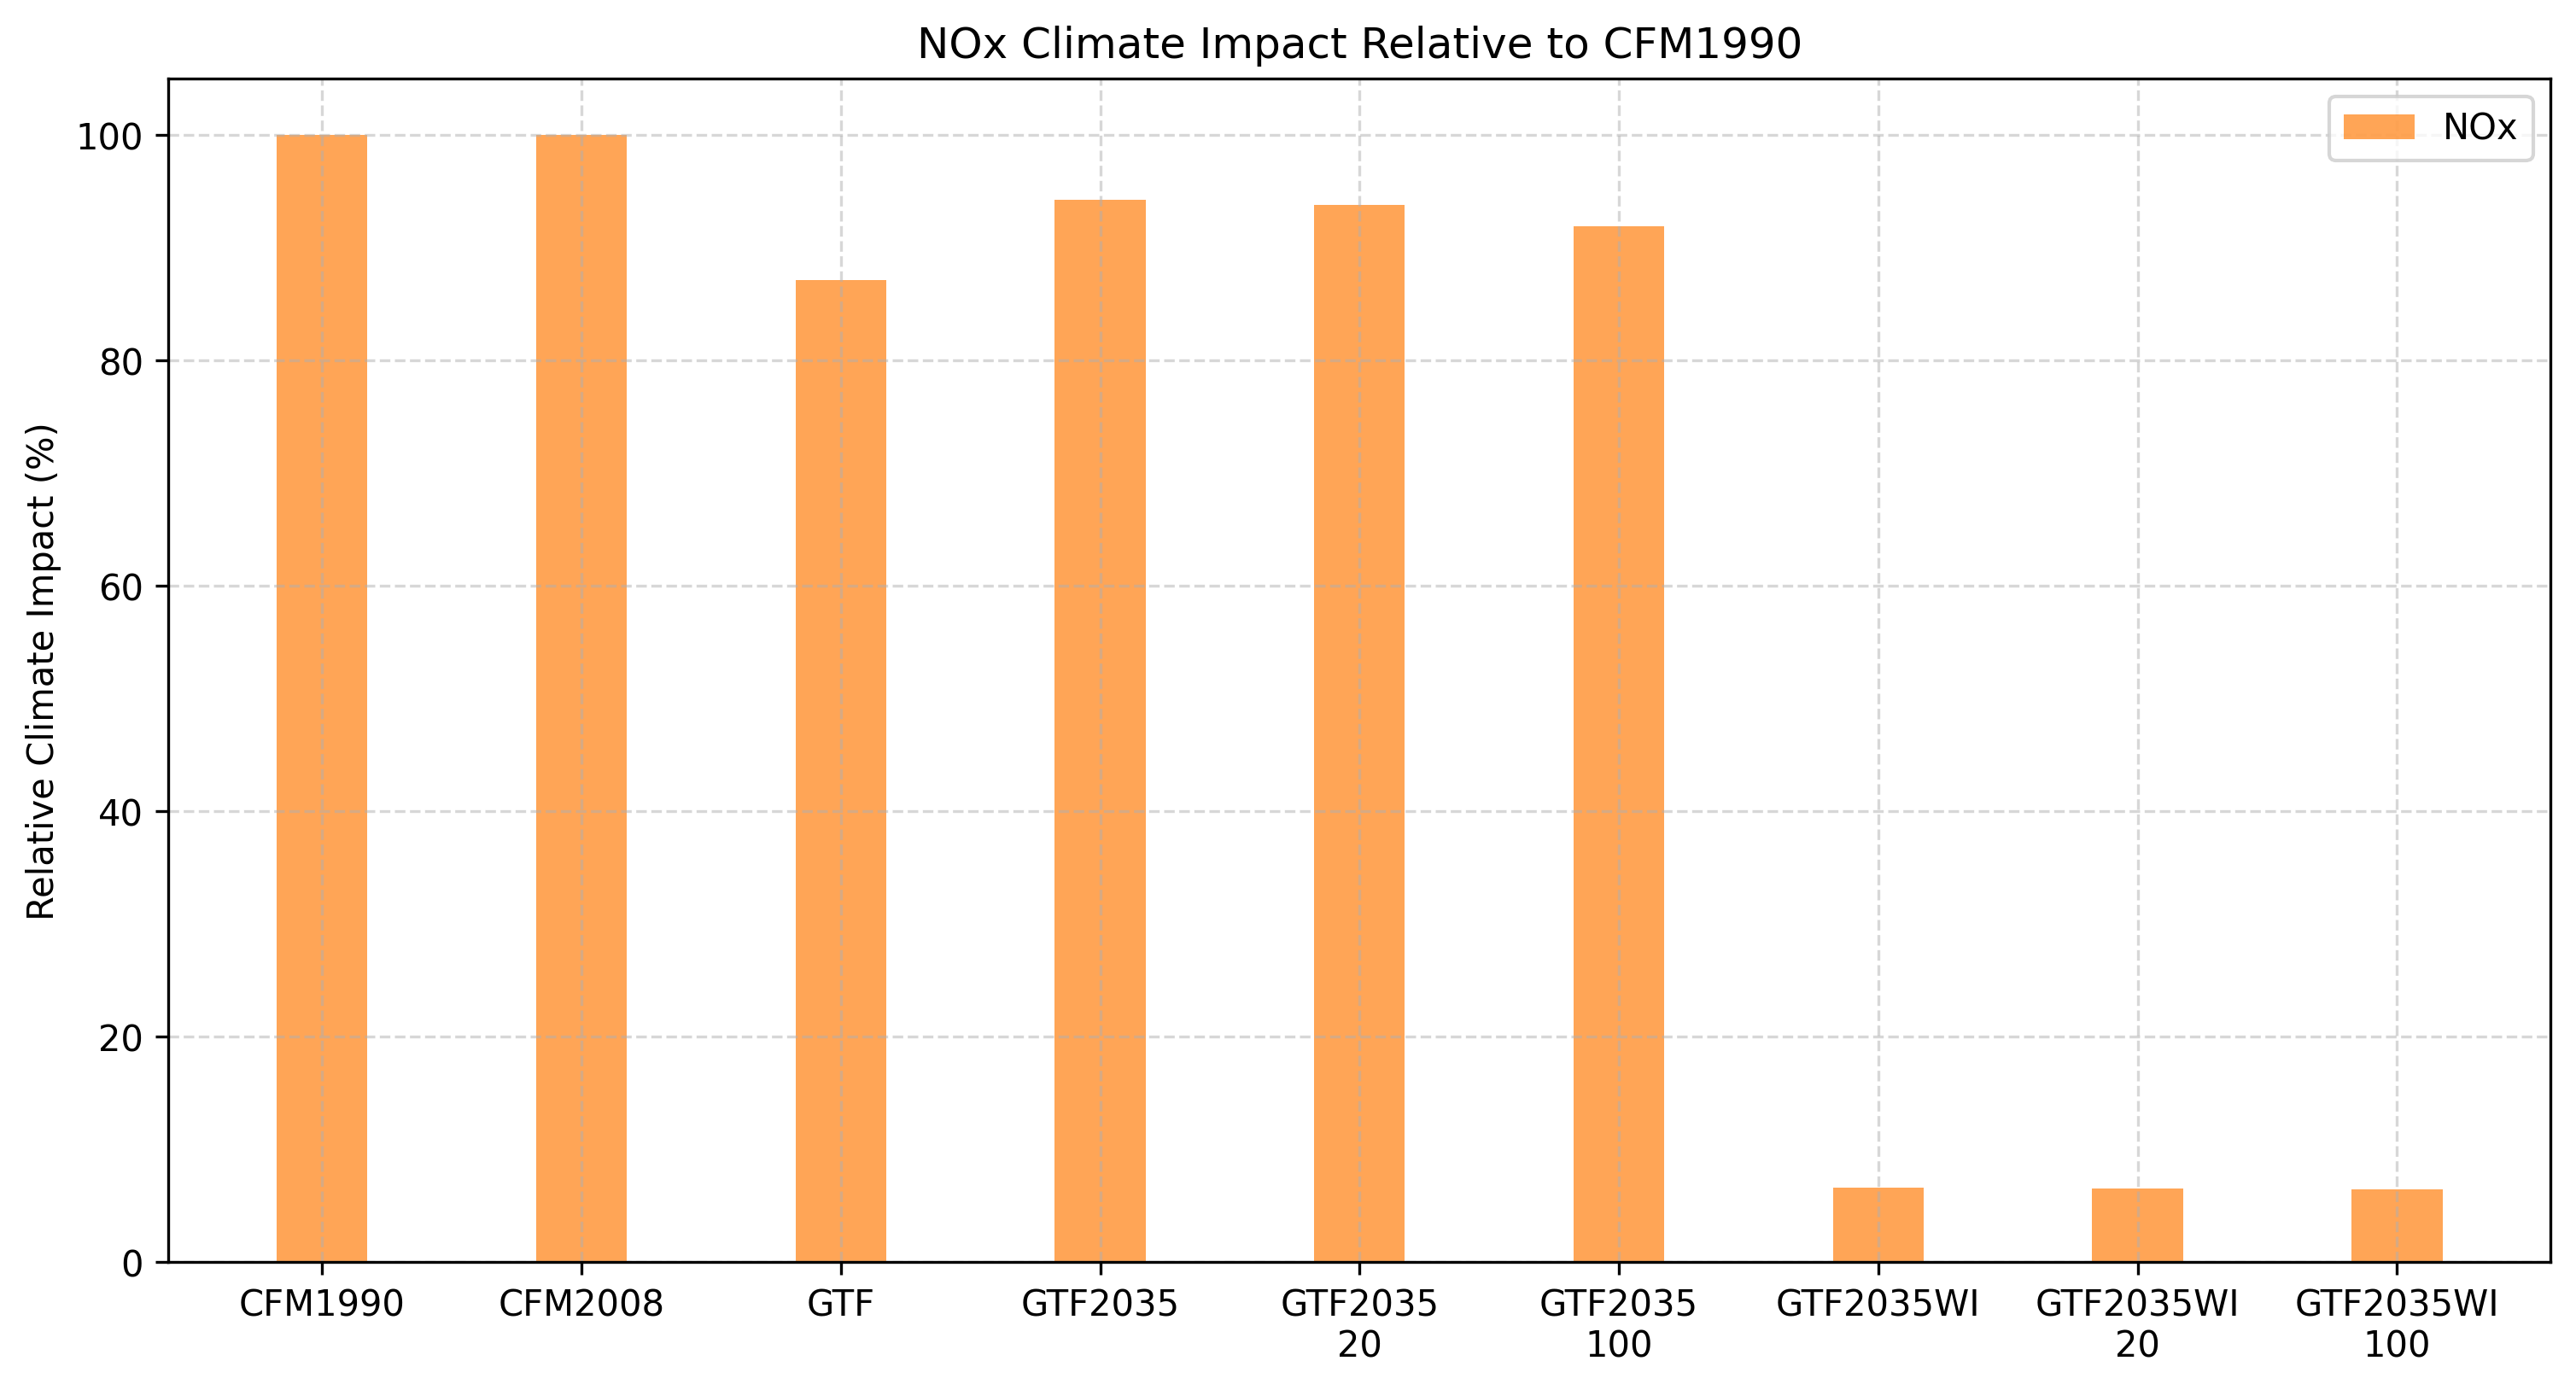 NOx Climate Impact Relative to CFM1990
NOx
Relative Climate Impact (%)
100
80
60
40
20
0
CFM1990 CFM2008 GTF GTF2035 GTF2035 GTF2035 GTF2035WI GTF2035WI GTF2035WI
20 100 20 100